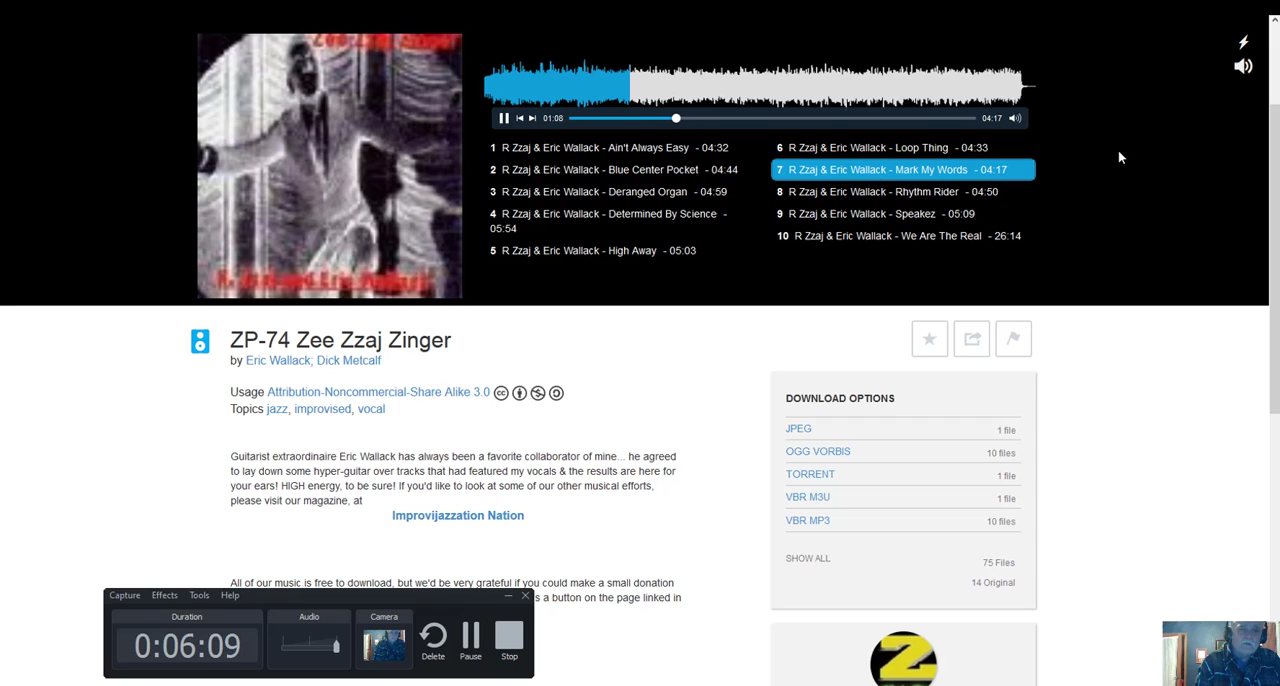 Zee Zzaj Zinger
R. Zzaj and Eric Wallack
01:08
04:17
1 R Zzaj & Eric Wallack - Ain't Always Easy - 04:32
2 R Zzaj & Eric Wallack - Blue Center Pocket - 04:44
3 R Zzaj & Eric Wallack - Deranged Organ - 04:59
4 R Zzaj & Eric Wallack - Determined By Science -
05:54
5 R Zzaj & Eric Wallack - High Away - 05:03
6 R Zzaj & Eric Wallack - Loop Thing - 04:33
7 R Zzaj & Eric Wallack - Mark My Words - 04:17
8 R Zzaj & Eric Wallack - Rhythm Rider - 04:50
9 R Zzaj & Eric Wallack - Speakez - 05:09
10 R Zzaj & Eric Wallack - We Are The Real - 26:14
ZP-74 Zee Zzaj Zinger
by Eric Wallack; Dick Metcalf
Usage Attribution-Noncommercial-Share Alike 3.0
Topics jazz, improvised, vocal
Guitarist extraordinaire Eric Wallack has always been a favorite collaborator of mine... he agreed
to lay down some hyper-guitar over tracks that had featured my vocals & the results are here for
your ears! HIGH energy, to be sure! If you'd like to look at some of our other musical efforts,
please visit our magazine, at
Improvijazzation Nation
All of our music is free to download, but we'd be very grateful if you could make a small donation
s a button on the page linked in
DOWNLOAD OPTIONS
JPEG 1 file
OGG VORBIS 10 files
TORRENT 1 file
VBR M3U 1 file
VBR MP3 10 files
SHOW ALL 75 Files
14 Original
Z
Capture Effects Tools Help
Duration Audio Camera
0:06:09
Delete Pause Stop